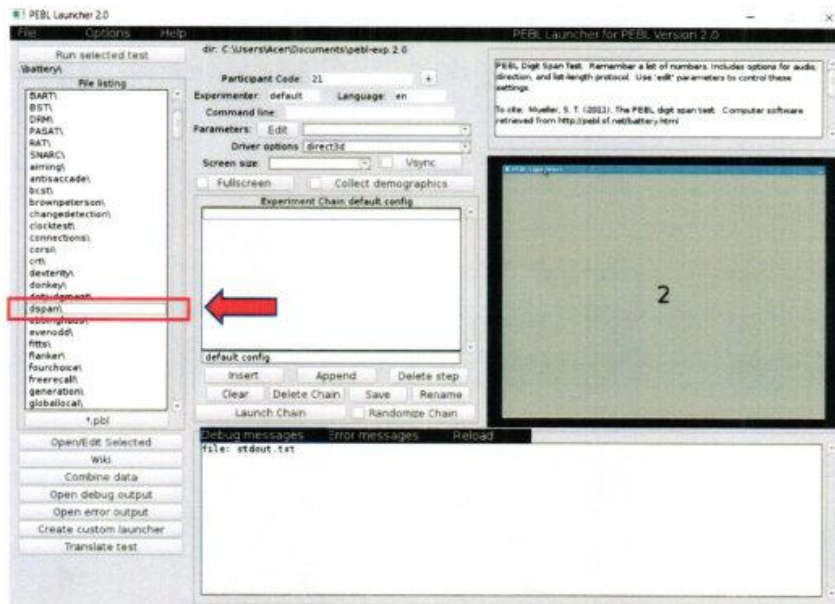 PEBL Launcher 2.0
File Options Help PEBL Launcher for PEBL Version 2.0
Run selected test
\battery\
File listing
BART\
BST\
DRM\
PASAT\
RAT\
SNARC\
aiming\
antisaccade\
bcst\
brownpeterson\
changedetection\
clocktest\
connections\
corsi\
crt\
dexterity\
donkey\
dotjudgment\
dspan\
ebbinghaus\
evenodd\
fitts\
flanker\
fourchoice\
freerecall\
generation\
globallocal\
*.pbl
Open/Edit Selected
Wiki
Combine data
Open debug output
Open error output
Create custom launcher
Translate test
dir: C:\Users\Acer\Documents\pebl-exp.2.0
Participant Code: 21 +
Experimenter: default Language: en
Command line:
Parameters: Edit
Driver options direct3d
Screen size: Vsync
Fullscreen Collect demographics
Experiment Chain: default config
default config
Insert Append Delete step
Clear Delete Chain Save Rename
Launch Chain Randomize Chain
PEBL Digit Span Test. Remember a list of numbers. Includes options for audio,
direction, and list-length protocol. Use 'edit' parameters to control these
settings.
To cite: Mueller, S. T. (2011). The PEBL digit span test. Computer software
retrieved from http://pebl.sf.net/battery.html
2
Debug messages Error messages Reload
file: stdout.txt